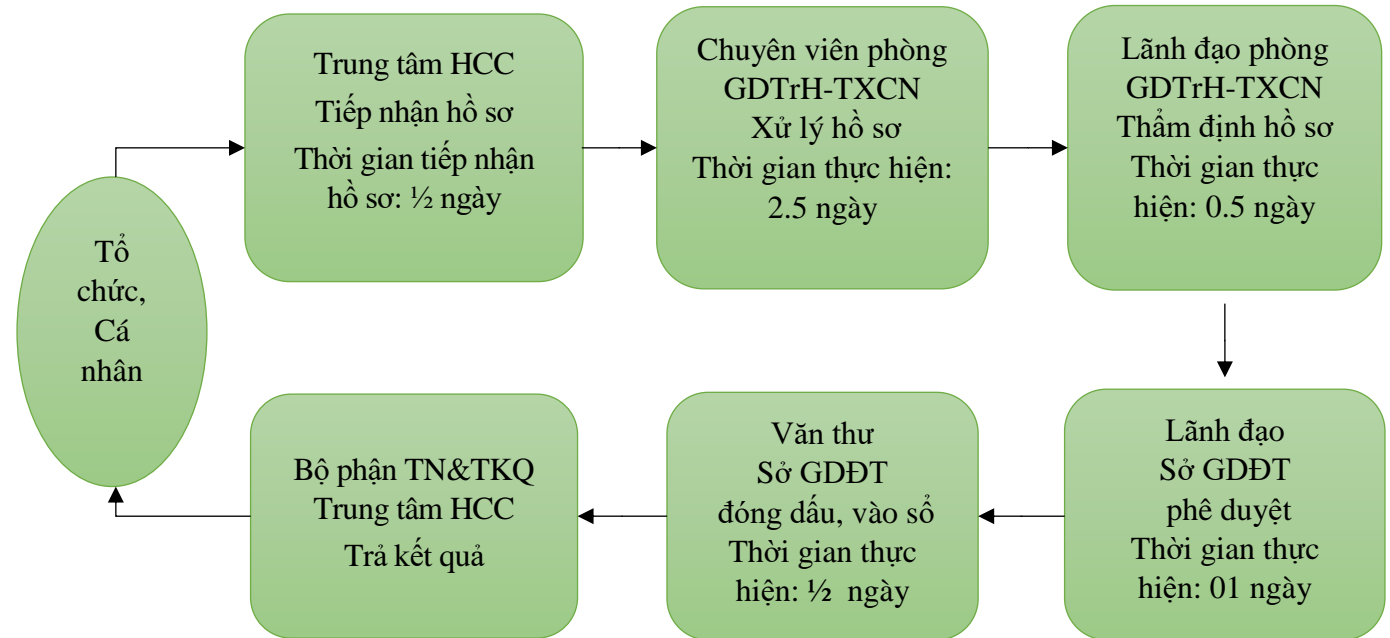 Trung tâm HCC
Tiếp nhận hồ sơ
Thời gian tiếp nhận
hồ sơ: ½ ngày
Chuyên viên phòng
GDTrH-TXCN
Xử lý hồ sơ
Thời gian thực hiện:
2.5 ngày
Lãnh đạo phòng
GDTrH-TXCN
Thẩm định hồ sơ
Thời gian thực
hiện: 0.5 ngày
Tổ
chức,
Cá
nhân
Bộ phận TN&TKQ
Trung tâm HCC
Trả kết quả
Văn thư
Sở GDĐT
đóng dấu, vào sổ
Thời gian thực
hiện: ½ ngày
Lãnh đạo
Sở GDĐT
phê duyệt
Thời gian thực
hiện: 01 ngày